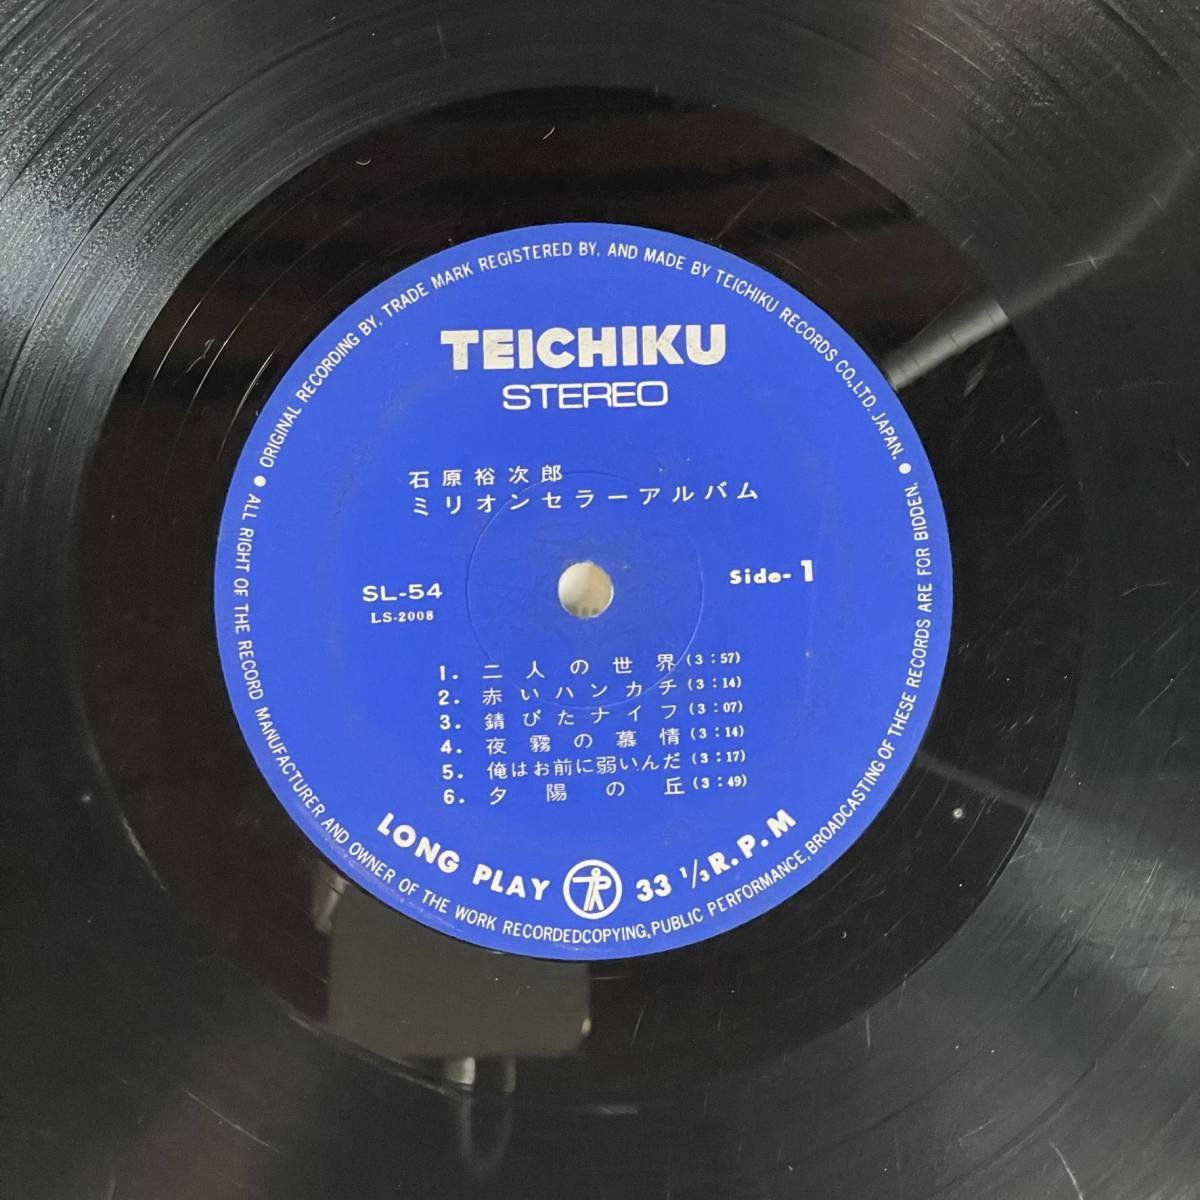 TEICHIKU
STEREO
石原裕次郎
ミリオンセラーアルバム
SL-54
LS-2008
Side-1
1. 二人の世界 (3:57)
2. 赤いハンカチ (3:14)
3. 錆びたナイフ (3:07)
4. 夜霧の慕情 (3:14)
5. 俺はお前に弱いんだ (3:17)
6. 夕陽の丘 (3:49)
LONG PLAY TR 33 1/3 R.P.M
● ORIGINAL RECORDING BY, TRADE MARK REGISTERED BY, AND MADE BY TEICHIKU RECORDS CO.,LTD. JAPAN. ●
ALL RIGHT OF THE RECORD MANUFACTURER AND OWNER OF THE WORK RECORDEDCOPYING, PUBLIC PERFORMANCE, BROADCASTING OF THESE RECORDS ARE FOR BIDDEN.